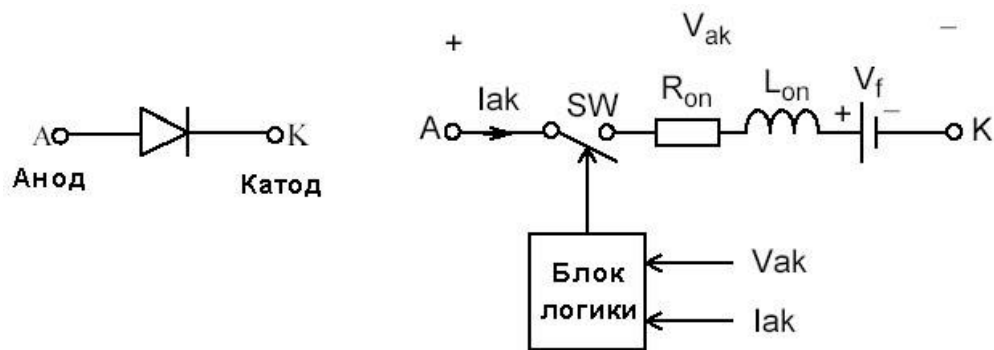 A
K
Анод
Катод
+
V_ak
–
Iak
SW
R_on
L_on
V_f
+
–
A
K
Блок
логики
Vak
Iak